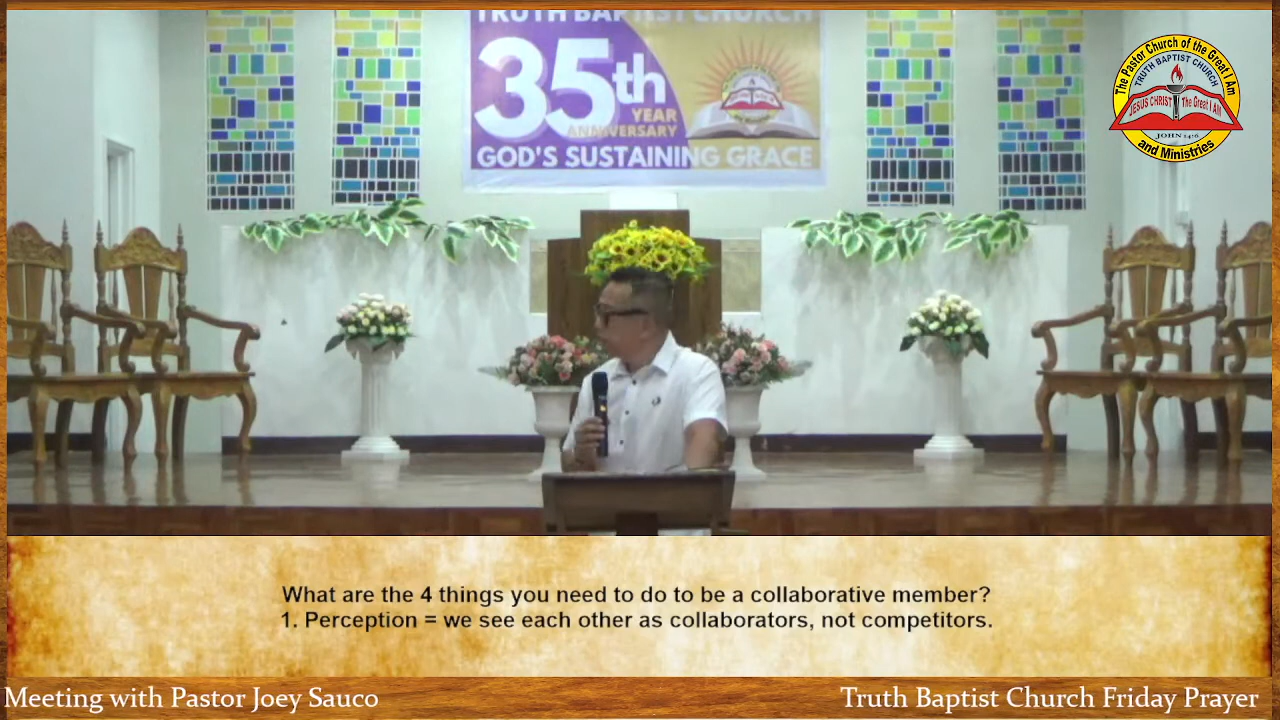 TRUTH BAPTIST CHURCH
35th
YEAR
ANNIVERSARY
GOD'S SUSTAINING GRACE
The Pastor Church of the Great I Am
TRUTH BAPTIST CHURCH
JESUS CHRIST The Great I AM
JOHN 14:6
and Ministries
What are the 4 things you need to do to be a collaborative member?
1. Perception = we see each other as collaborators, not competitors.
Meeting with Pastor Joey Sauco
Truth Baptist Church Friday Prayer